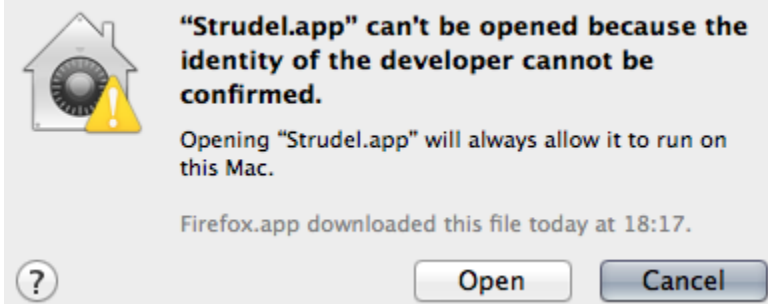 “Strudel.app” can't be opened because the
identity of the developer cannot be
confirmed.
Opening “Strudel.app” will always allow it to run on
this Mac.
Firefox.app downloaded this file today at 18:17.
? Open Cancel